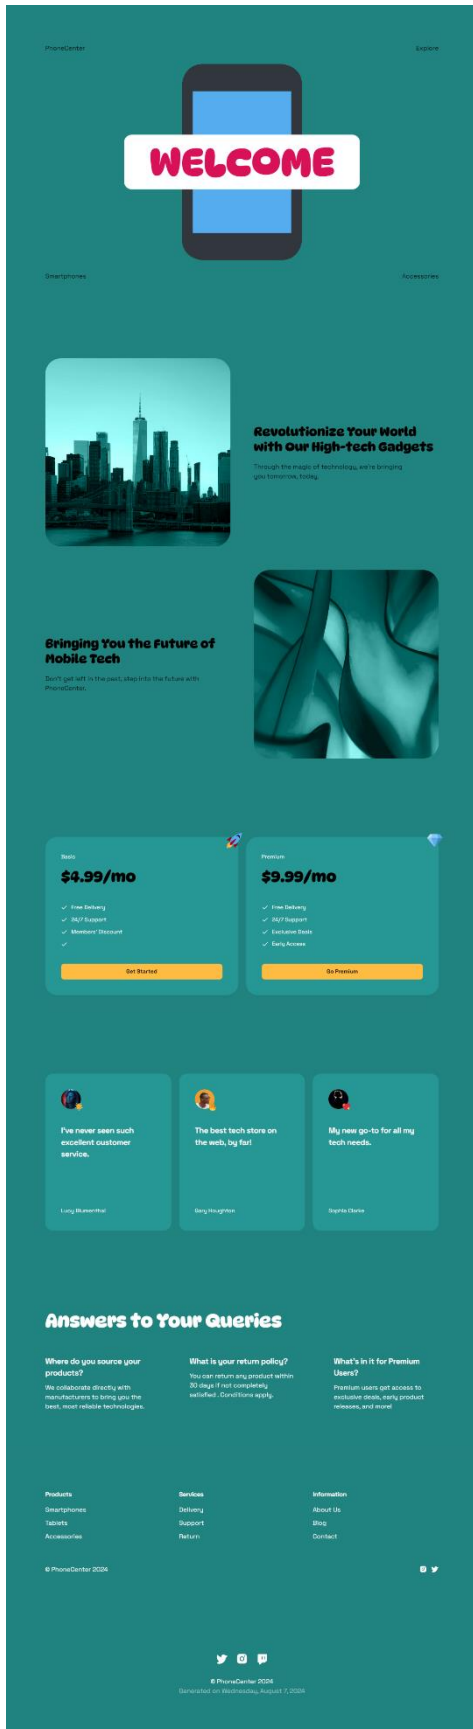 PhoneCenter
Explore
WELCOME
Smartphones
Accessories
Revolutionize Your World
with Our High-tech Gadgets
Through the magic of technology, we're bringing
you tomorrow, today.
Bringing You the Future of
Mobile Tech
Don't get left in the past, step into the future with
PhoneCenter.
Basic
$4.99/mo
Free Delivery
24/7 Support
Members' Discount
Get Started
Premium
$9.99/mo
Free Delivery
24/7 Support
Exclusive Deals
Early Access
Go Premium
I've never seen such
excellent customer
service.
Lucy Blumenthal
The best tech store on
the web, by far!
Gary Houghton
My new go-to for all my
tech needs.
Sophia Clarke
Answers to Your Queries
Where do you source your
products?
We collaborate directly with
manufacturers to bring you the
best, most reliable technologies.
What is your return policy?
You can return any product within
30 days if not completely
satisfied. Conditions apply.
What's in it for Premium
Users?
Premium users get access to
exclusive deals, early product
releases, and more!
Products
Smartphones
Tablets
Accessories
Services
Delivery
Support
Return
Information
About Us
Blog
Contact
© PhoneCenter 2024
© PhoneCenter 2024
Generated on Wednesday, August 7, 2024